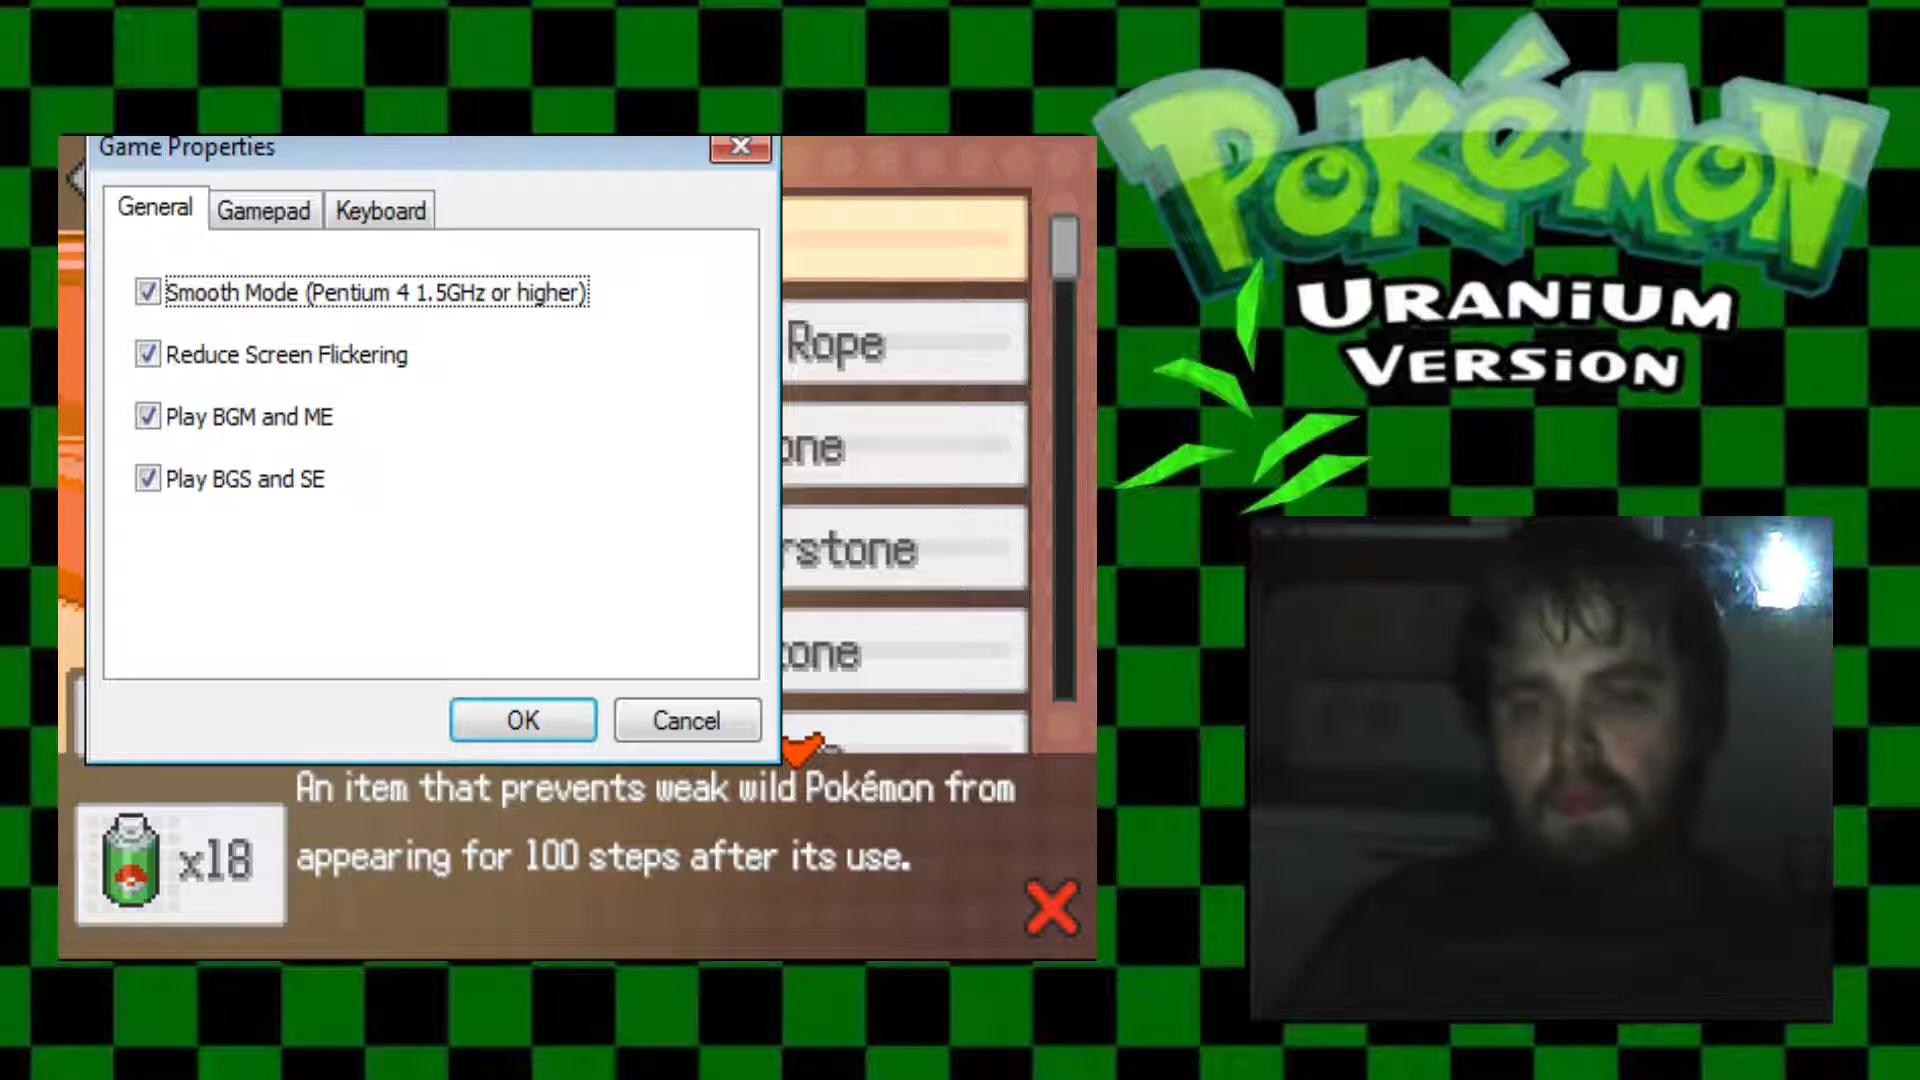 Game Properties
General Gamepad Keyboard
Smooth Mode (Pentium 4 1.5GHz or higher)
Reduce Screen Flickering
Play BGM and ME
Play BGS and SE
OK Cancel
Rope
one
rstone
one
An item that prevents weak wild Pokémon from
appearing for 100 steps after its use.
x18
POKéMON
URANiUM
VERSiON